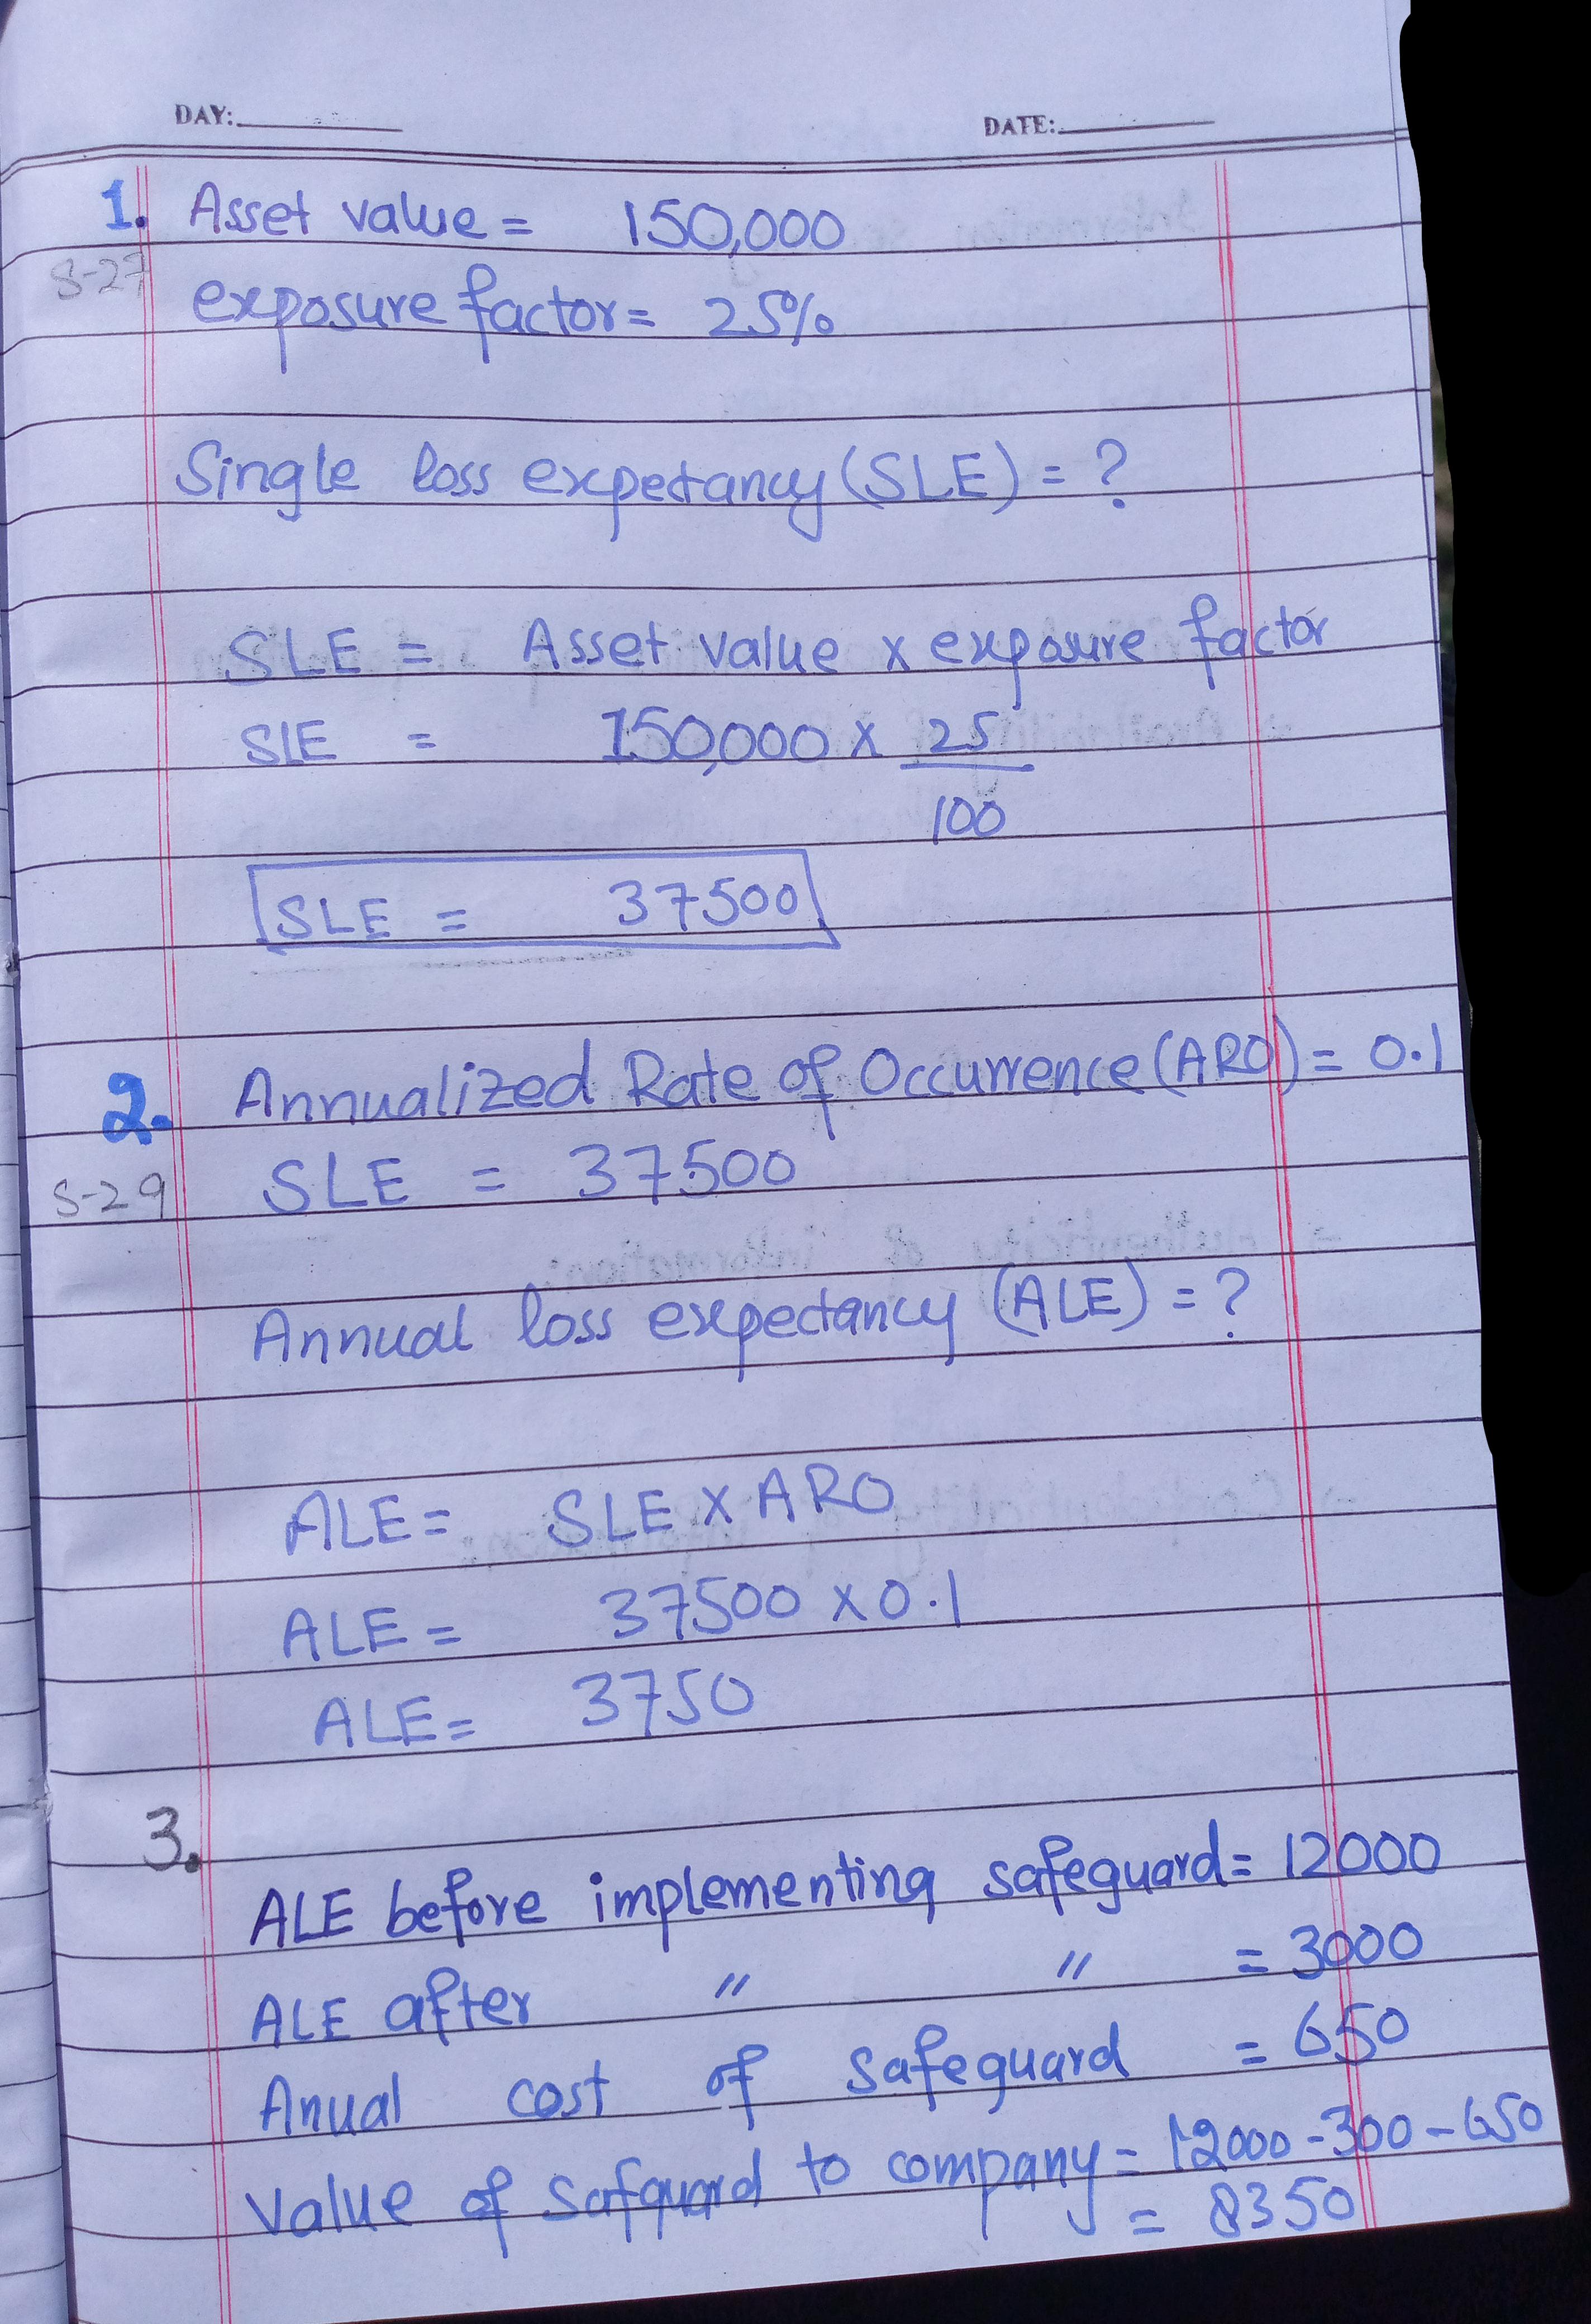 DAY:
DATE:
1. Asset value = 150,000
S-27
exposure factor = 25%
Single loss expectancy (SLE) = ?
SLE = Asset value x exposure factor
SLE = 150,000 x 25
100
SLE = 37500
2. Annualized Rate of Occurrence (ARO) = 0.1
S-29 SLE = 37500
Annual loss expectancy (ALE) = ?
ALE = SLE X ARO
ALE = 37500 x 0.1
ALE = 3750
3.
ALE before implementing safeguard = 12000
ALE after " " = 3000
Anual cost of safeguard = 650
Value of Safguard to company = 12000 - 300 - 650
= 8350